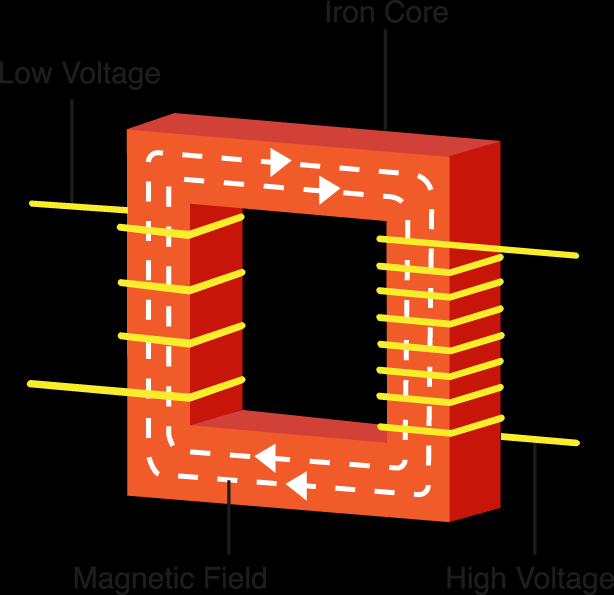 Iron Core
Low Voltage
Magnetic Field
High Voltage